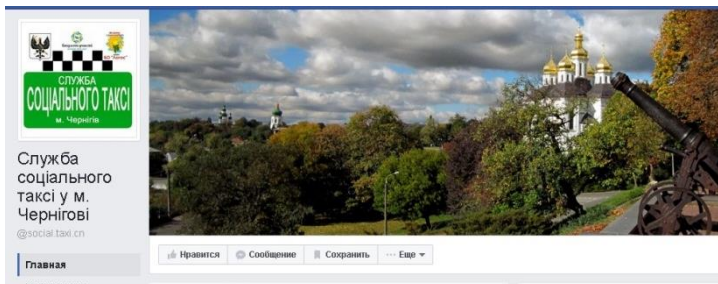 СЛУЖБА
СОЦІАЛЬНОГО ТАКСІ
м. Чернігів
Служба
соціального
таксі у м.
Чернігові
@social.taxi.cn
Главная
Нравится Сообщение Сохранить ··· Еще